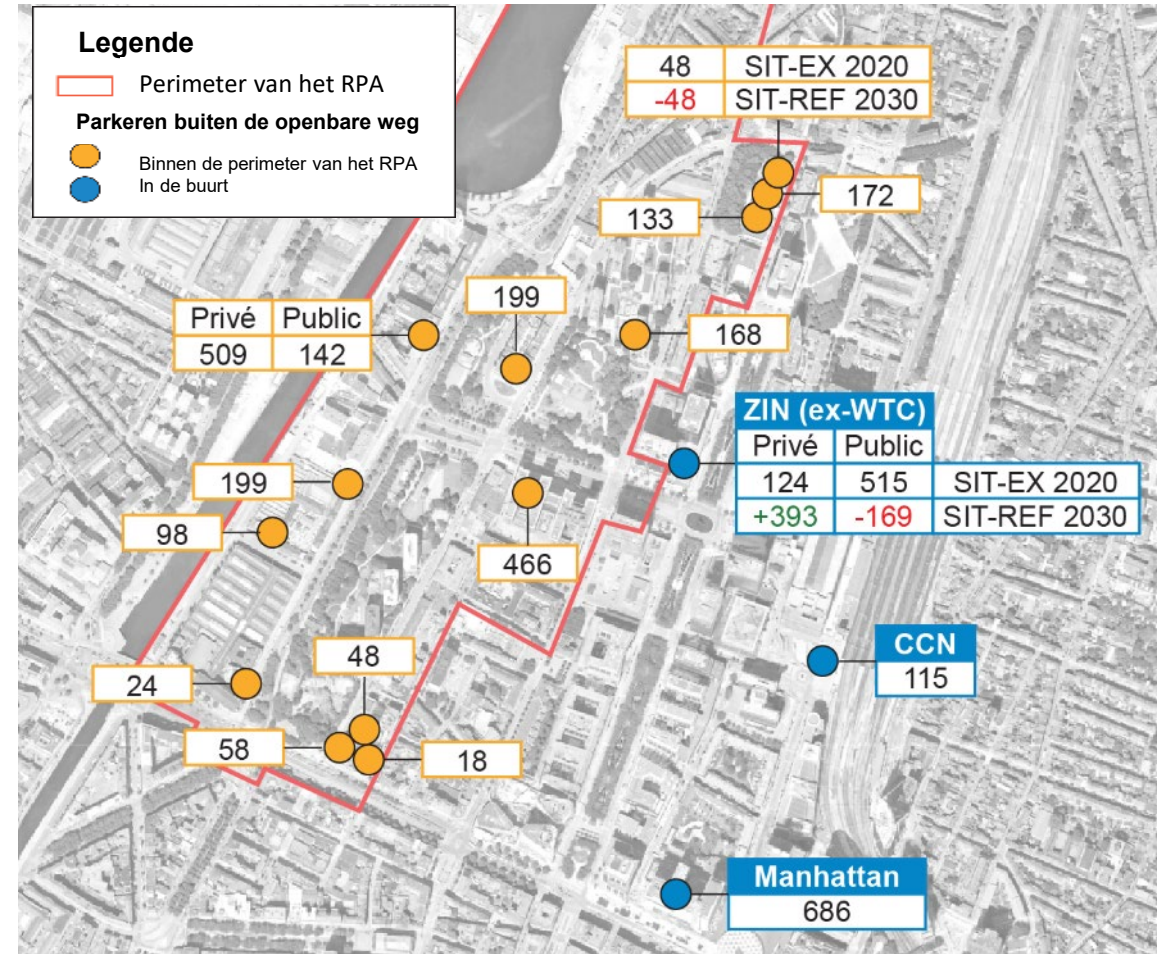 Legende
Perimeter van het RPA
Parkeren buiten de openbare weg
Binnen de perimeter van het RPA
In de buurt
48 SIT-EX 2020
-48 SIT-REF 2030
172
133
199
168
Privé Public
509 142
ZIN (ex-WTC)
Privé Public
124 515 SIT-EX 2020
+393 -169 SIT-REF 2030
199
98
466
48
CCN
115
24
58
18
Manhattan
686